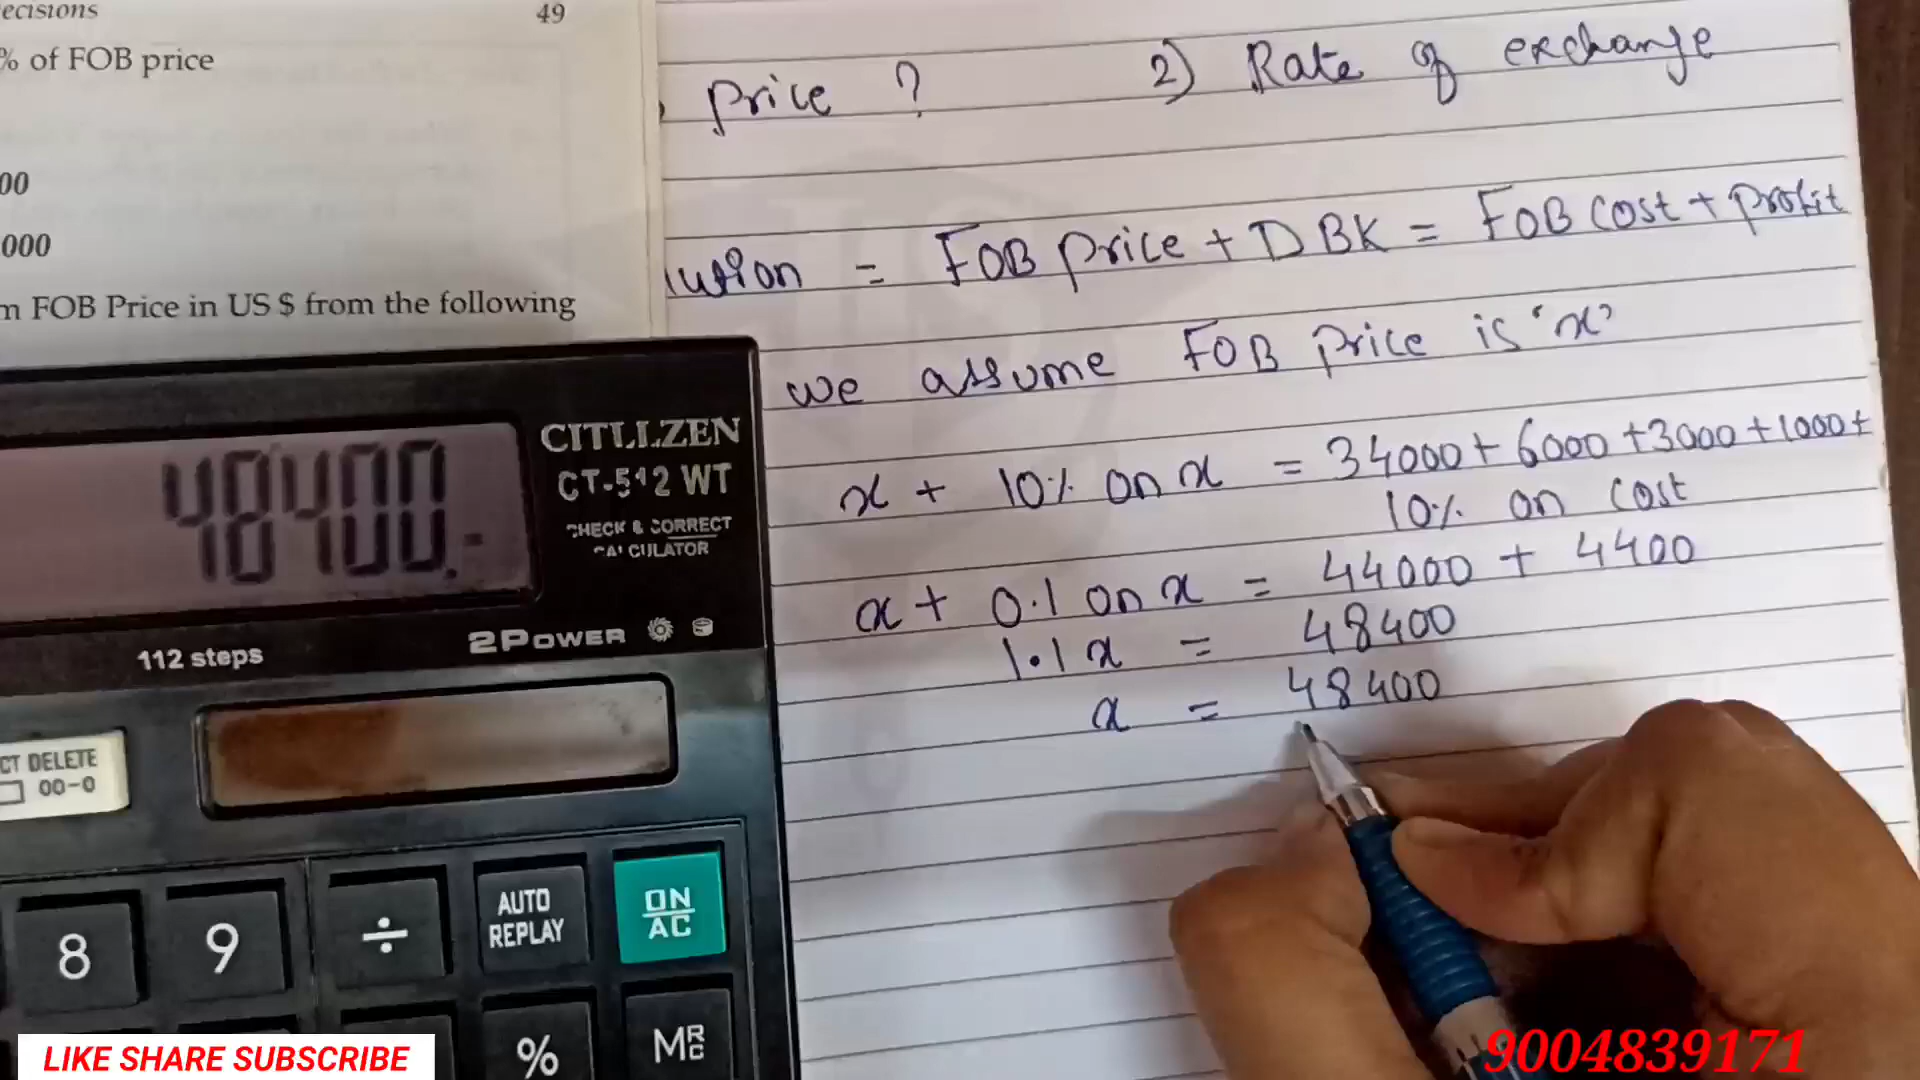 ecisions 49
% of FOB price
00
000
m FOB Price in US $ from the following
price ? 2) Rate of exchange
lution = FOB price + DBK = FOB cost + profit
we assume FOB price is 'x'
x + 10% on x = 34000 + 6000 + 3000 + 1000 +
10% on cost
x + 0.1 on x = 44000 + 4400
1.1 x = 48400
x = 48400
48400.
CITLLZEN
CT-512 WT
CHECK & CORRECT
CALCULATOR
112 steps 2POWER
CT DELETE
00-0
8 9 ÷ AUTO REPLAY ON/AC
% MRC
LIKE SHARE SUBSCRIBE
9004839171